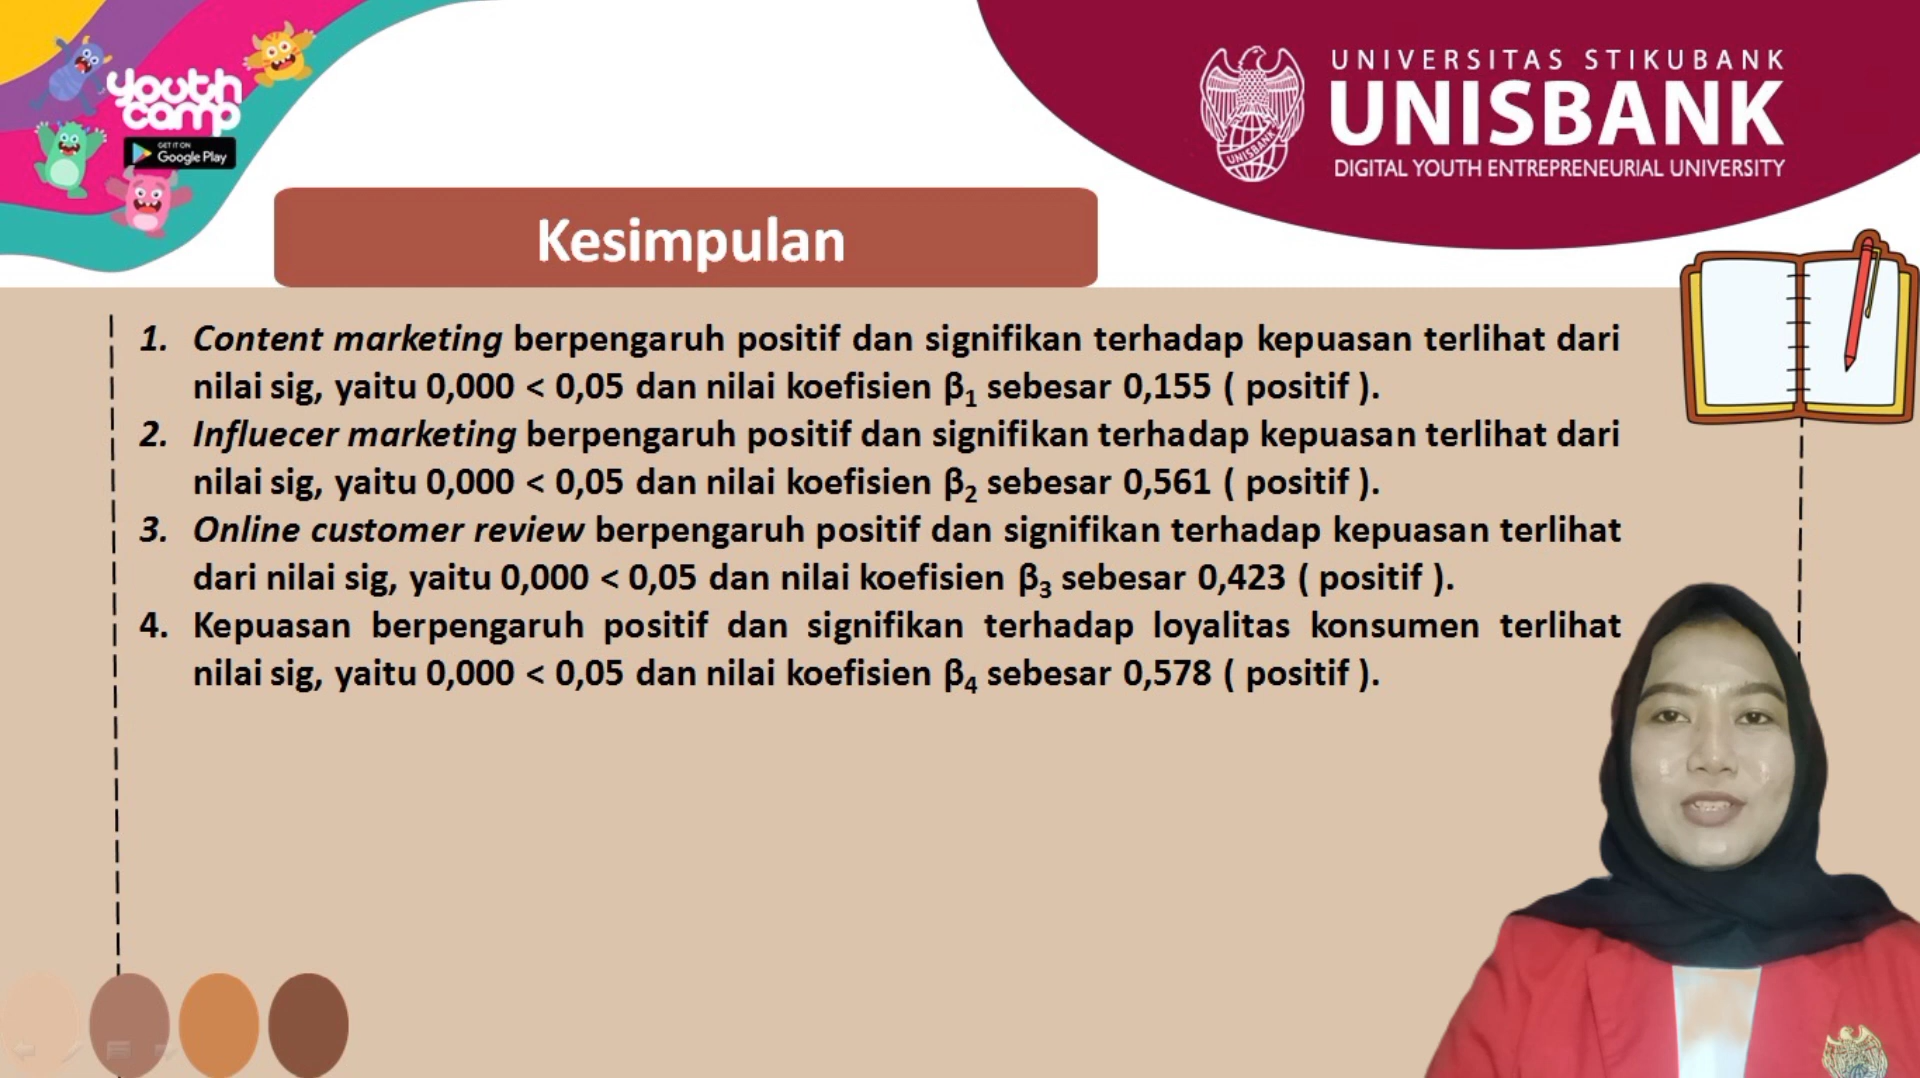 youth
camp
GET IT ON
Google Play
UNIVERSITAS STIKUBANK
UNISBANK
DIGITAL YOUTH ENTREPRENEURIAL UNIVERSITY
UNISBANK
Kesimpulan
1. Content marketing berpengaruh positif dan signifikan terhadap kepuasan terlihat dari
nilai sig, yaitu 0,000 < 0,05 dan nilai koefisien β₁ sebesar 0,155 ( positif ).
2. Influecer marketing berpengaruh positif dan signifikan terhadap kepuasan terlihat dari
nilai sig, yaitu 0,000 < 0,05 dan nilai koefisien β₂ sebesar 0,561 ( positif ).
3. Online customer review berpengaruh positif dan signifikan terhadap kepuasan terlihat
dari nilai sig, yaitu 0,000 < 0,05 dan nilai koefisien β₃ sebesar 0,423 ( positif ).
4. Kepuasan berpengaruh positif dan signifikan terhadap loyalitas konsumen terlihat
nilai sig, yaitu 0,000 < 0,05 dan nilai koefisien β₄ sebesar 0,578 ( positif ).